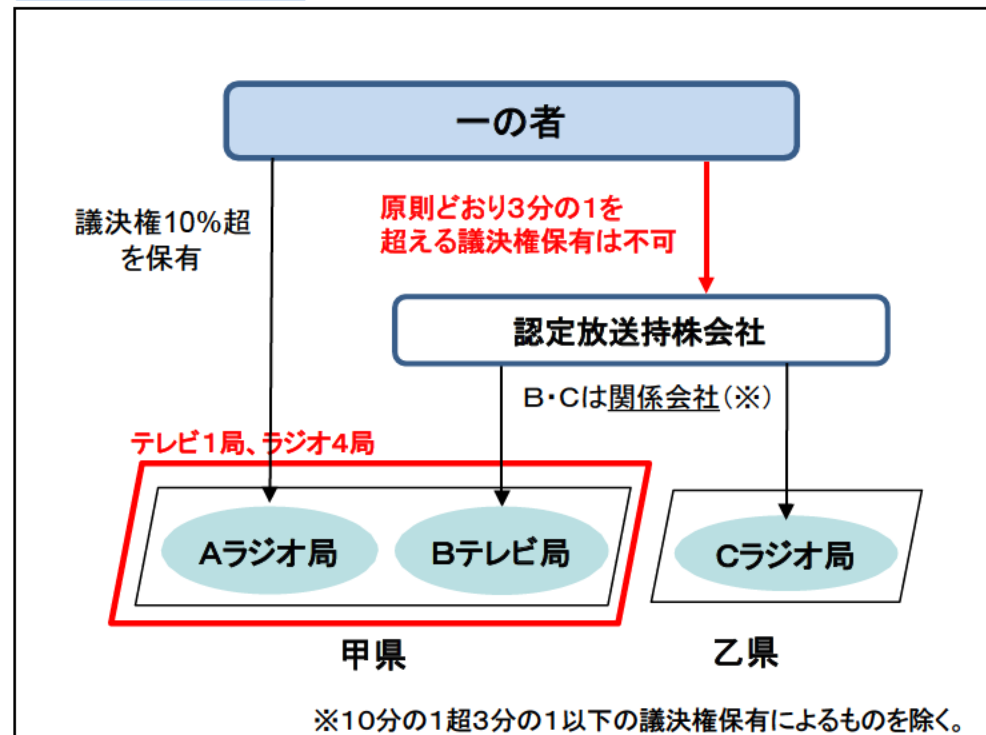 一の者
議決権10%超
を保有
原則どおり3分の1を
超える議決権保有は不可
認定放送持株会社
B・Cは関係会社(※)
テレビ1局、ラジオ4局
Aラジオ局
Bテレビ局
Cラジオ局
甲県
乙県
※10分の1超3分の1以下の議決権保有によるものを除く。